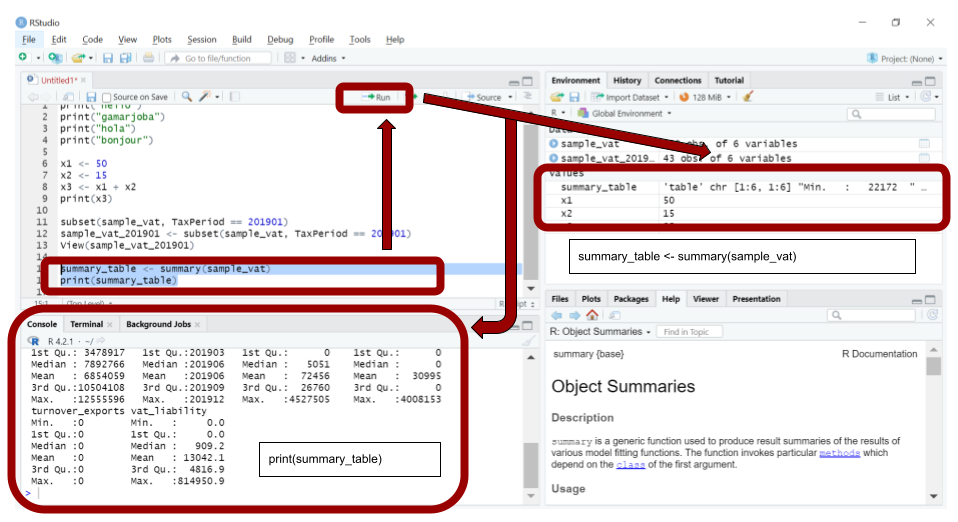 RStudio
File Edit Code View Plots Session Build Debug Profile Tools Help
Go to file/function Addins
Project: (None)
Untitled1*
Source on Save Run Source
1 print("hello")
2 print("gamarjoba")
3 print("hola")
4 print("bonjour")
5
6 x1 <- 50
7 x2 <- 15
8 x3 <- x1 + x2
9 print(x3)
10
11 subset(sample_vat, TaxPeriod == 201901)
12 sample_vat_201901 <- subset(sample_vat, TaxPeriod == 201901)
13 View(sample_vat_201901)
14
summary_table <- summary(sample_vat)
print(summary_table)
15:1 (Top Level)
Console Terminal Background Jobs
R 4.2.1 · ~/
1st Qu.: 3478917 1st Qu.:201903 1st Qu.: 0 1st Qu.: 0
Median : 7892766 Median :201906 Median : 5051 Median : 0
Mean : 6854059 Mean :201906 Mean : 72456 Mean : 30995
3rd Qu.:10504108 3rd Qu.:201909 3rd Qu.: 26760 3rd Qu.: 0
Max. :12555596 Max. :201912 Max. :4527505 Max. :4008153
turnover_exports vat_liability
Min. :0 Min. : 0.0
1st Qu.:0 1st Qu.: 0.0
Median :0 Median : 909.2
Mean :0 Mean : 13042.1
3rd Qu.:0 3rd Qu.: 4816.9
Max. :0 Max. :814950.9
>
print(summary_table)
Environment History Connections Tutorial
Import Dataset 128 MiB List
R Global Environment
Data
sample_vat obs. of 6 variables
sample_vat_2019… 43 obs. of 6 variables
values
summary_table 'table' chr [1:6, 1:6] "Min. : 22172 " …
x1 50
x2 15
summary_table <- summary(sample_vat)
Files Plots Packages Help Viewer Presentation
R: Object Summaries Find in Topic
summary {base} R Documentation
Object Summaries
Description
summary is a generic function used to produce result summaries of the results of
various model fitting functions. The function invokes particular methods which
depend on the class of the first argument.
Usage